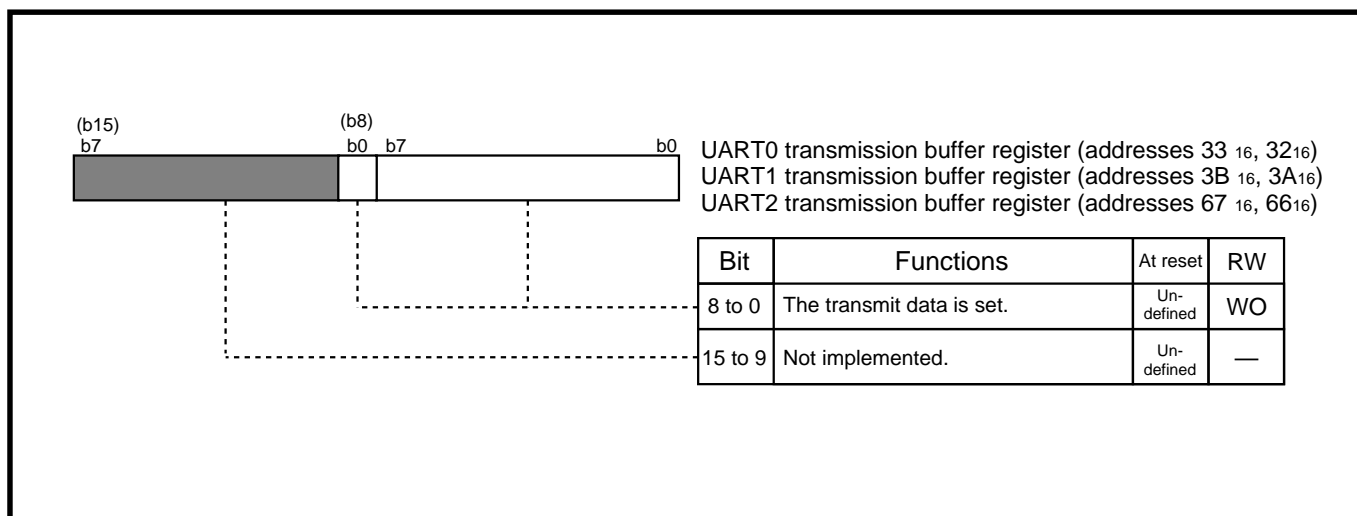 (b15) (b8)
b7 b0 b7 b0
UART0 transmission buffer register (addresses 33 16, 3216)
UART1 transmission buffer register (addresses 3B 16, 3A16)
UART2 transmission buffer register (addresses 67 16, 6616)
Bit Functions At reset RW
8 to 0 The transmit data is set. Un-
defined WO
15 to 9 Not implemented. Un-
defined —